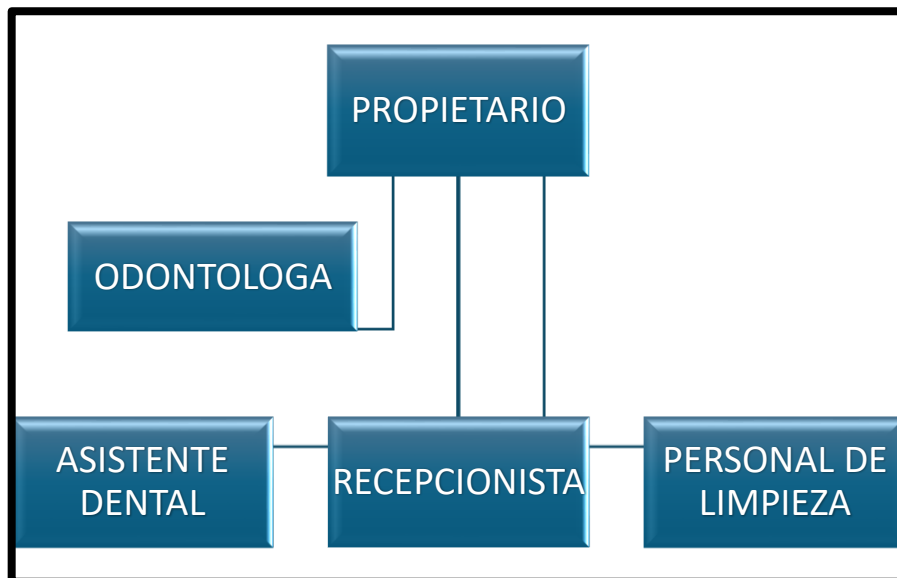 PROPIETARIO
ODONTOLOGA
ASISTENTE
DENTAL
RECEPCIONISTA
PERSONAL DE
LIMPIEZA